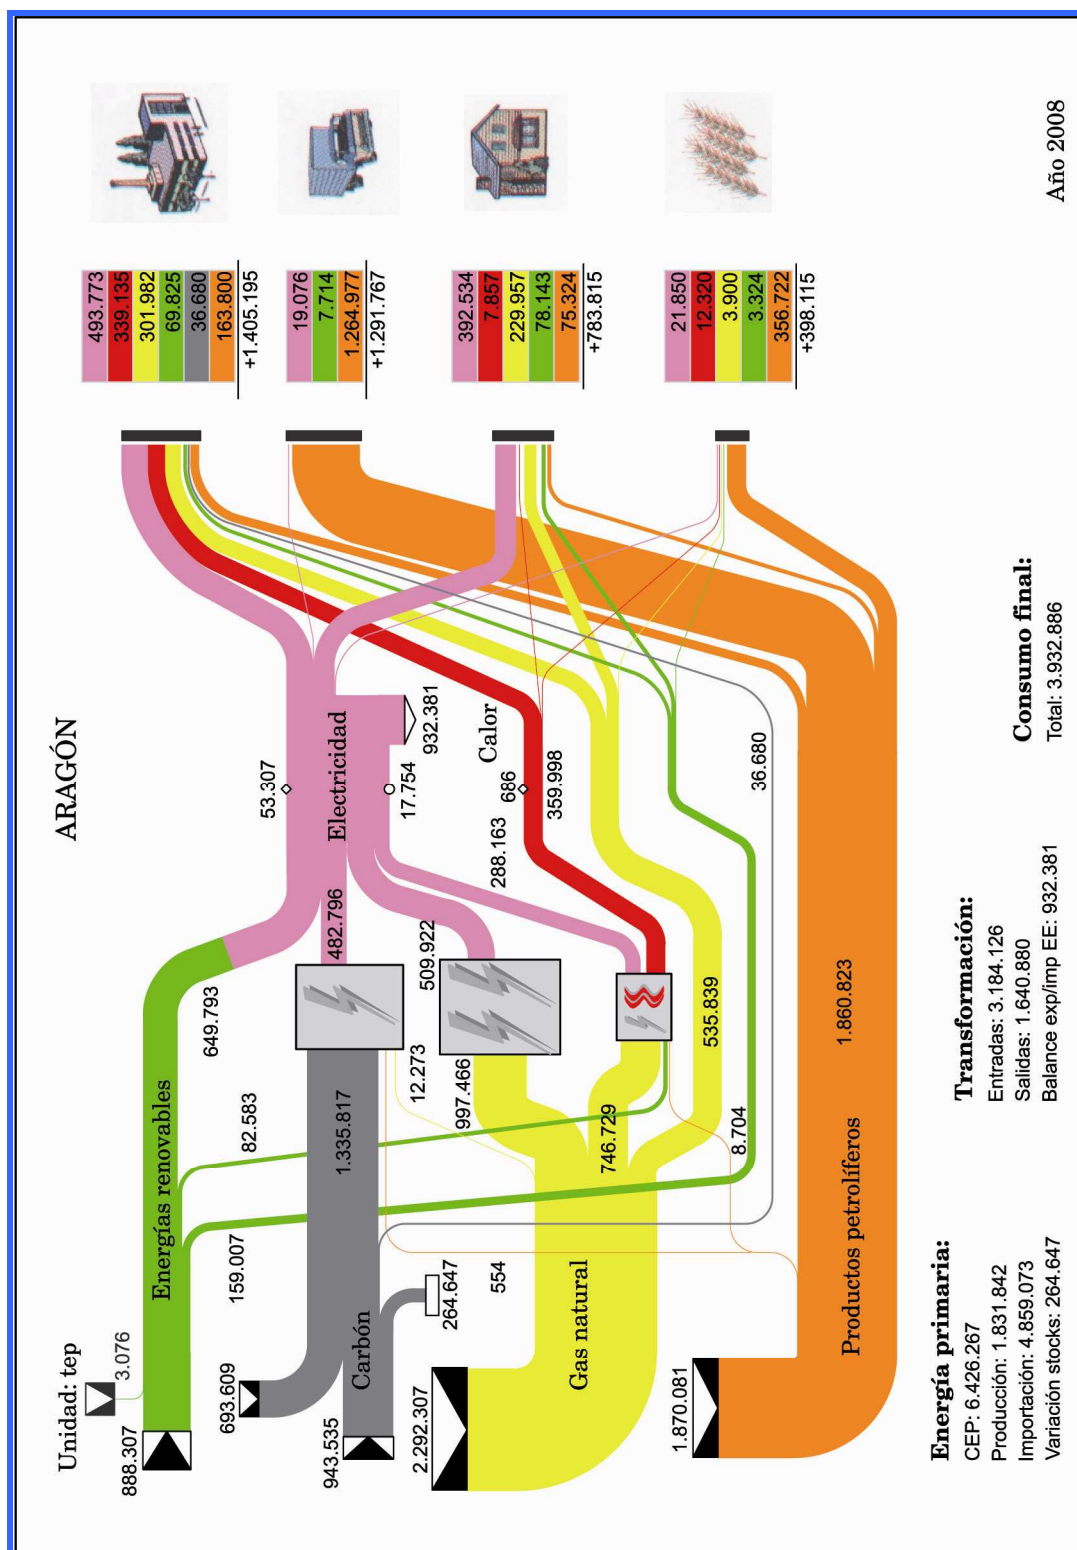 ARAGÓN
Unidad: tep
3.076
888.307
Energías renovables
649.793
82.583
159.007
693.609
943.535
Carbón
264.647
1.335.817
482.796
53.307
Electricidad
932.381
17.754
2.292.307
Gas natural
554
12.273
997.466
509.922
746.729
288.163
686
Calor
359.998
535.839
8.704
36.680
1.870.081
Productos petrolíferos
1.860.823
493.773
339.135
301.982
69.825
36.680
163.800
+1.405.195
19.076
7.714
1.264.977
+1.291.767
392.534
7.857
229.957
78.143
75.324
+783.815
21.850
12.320
3.900
3.324
356.722
+398.115
Energía primaria:
CEP: 6.426.267
Producción: 1.831.842
Importación: 4.859.073
Variación stocks: 264.647
Transformación:
Entradas: 3.184.126
Salidas: 1.640.880
Balance exp/imp EE: 932.381
Consumo final:
Total: 3.932.886
Año 2008